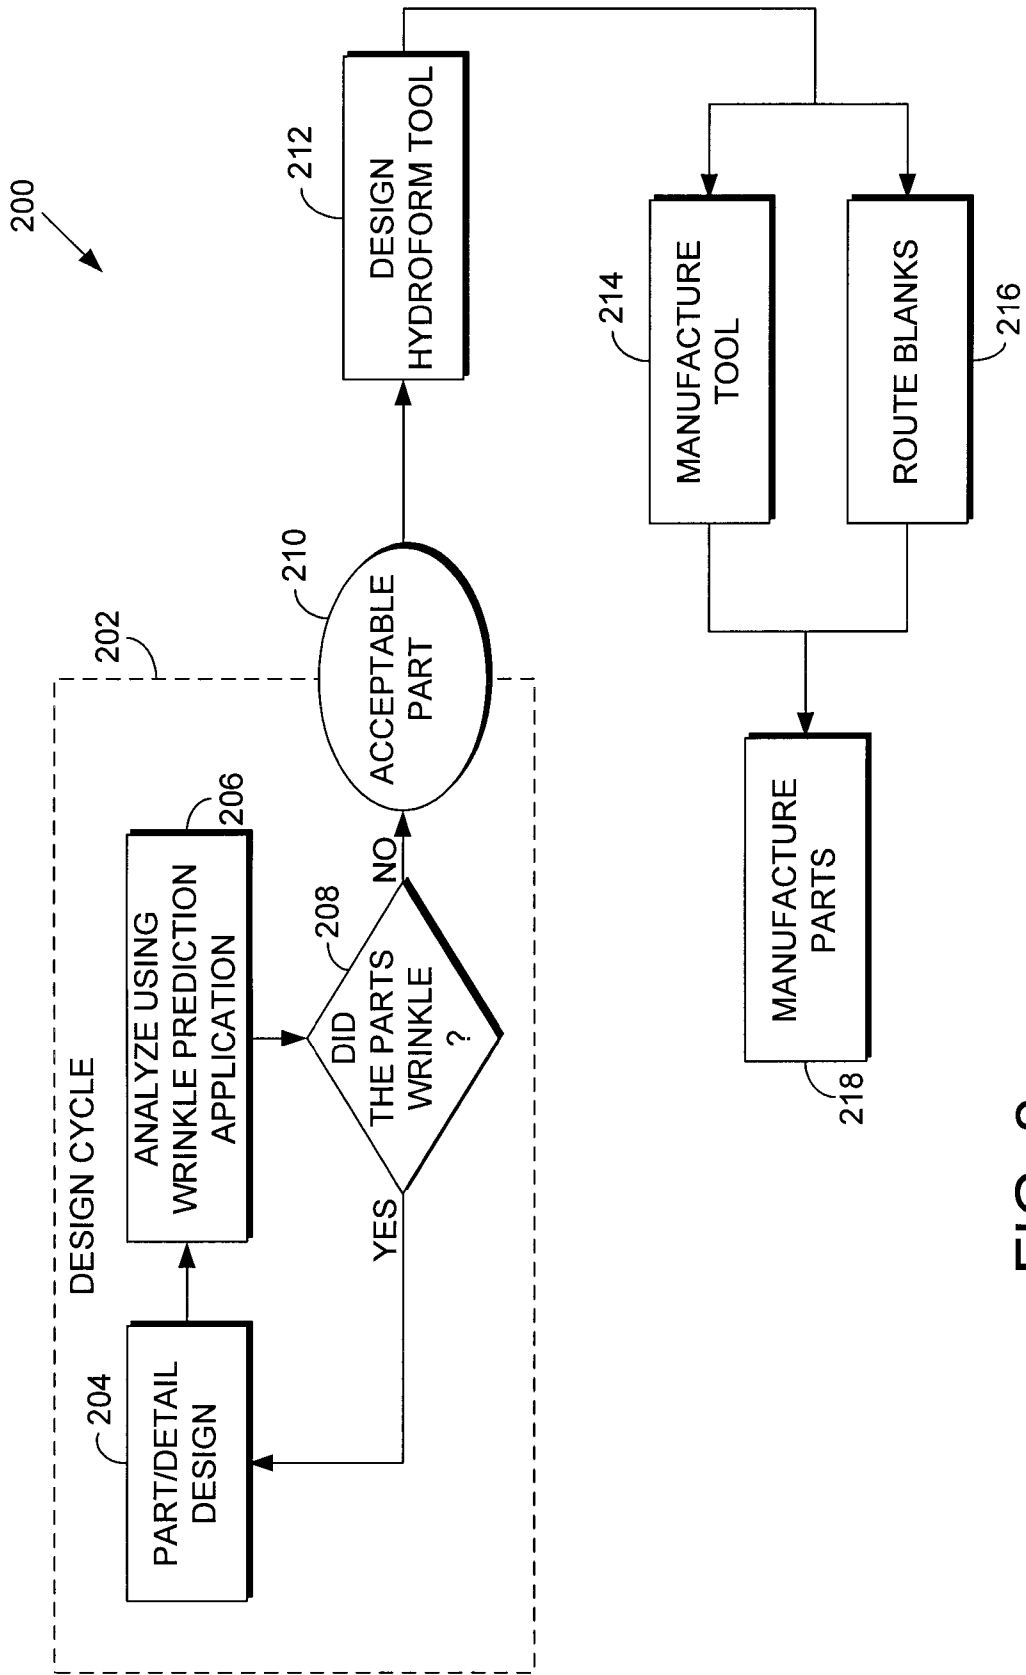 200
202
DESIGN CYCLE
204
PART/DETAIL
DESIGN
ANALYZE USING
WRINKLE PREDICTION
APPLICATION
206
208
DID
THE PARTS
WRINKLE
?
YES
NO
210
ACCEPTABLE
PART
212
DESIGN
HYDROFORM TOOL
214
MANUFACTURE
TOOL
ROUTE BLANKS
216
MANUFACTURE
PARTS
218